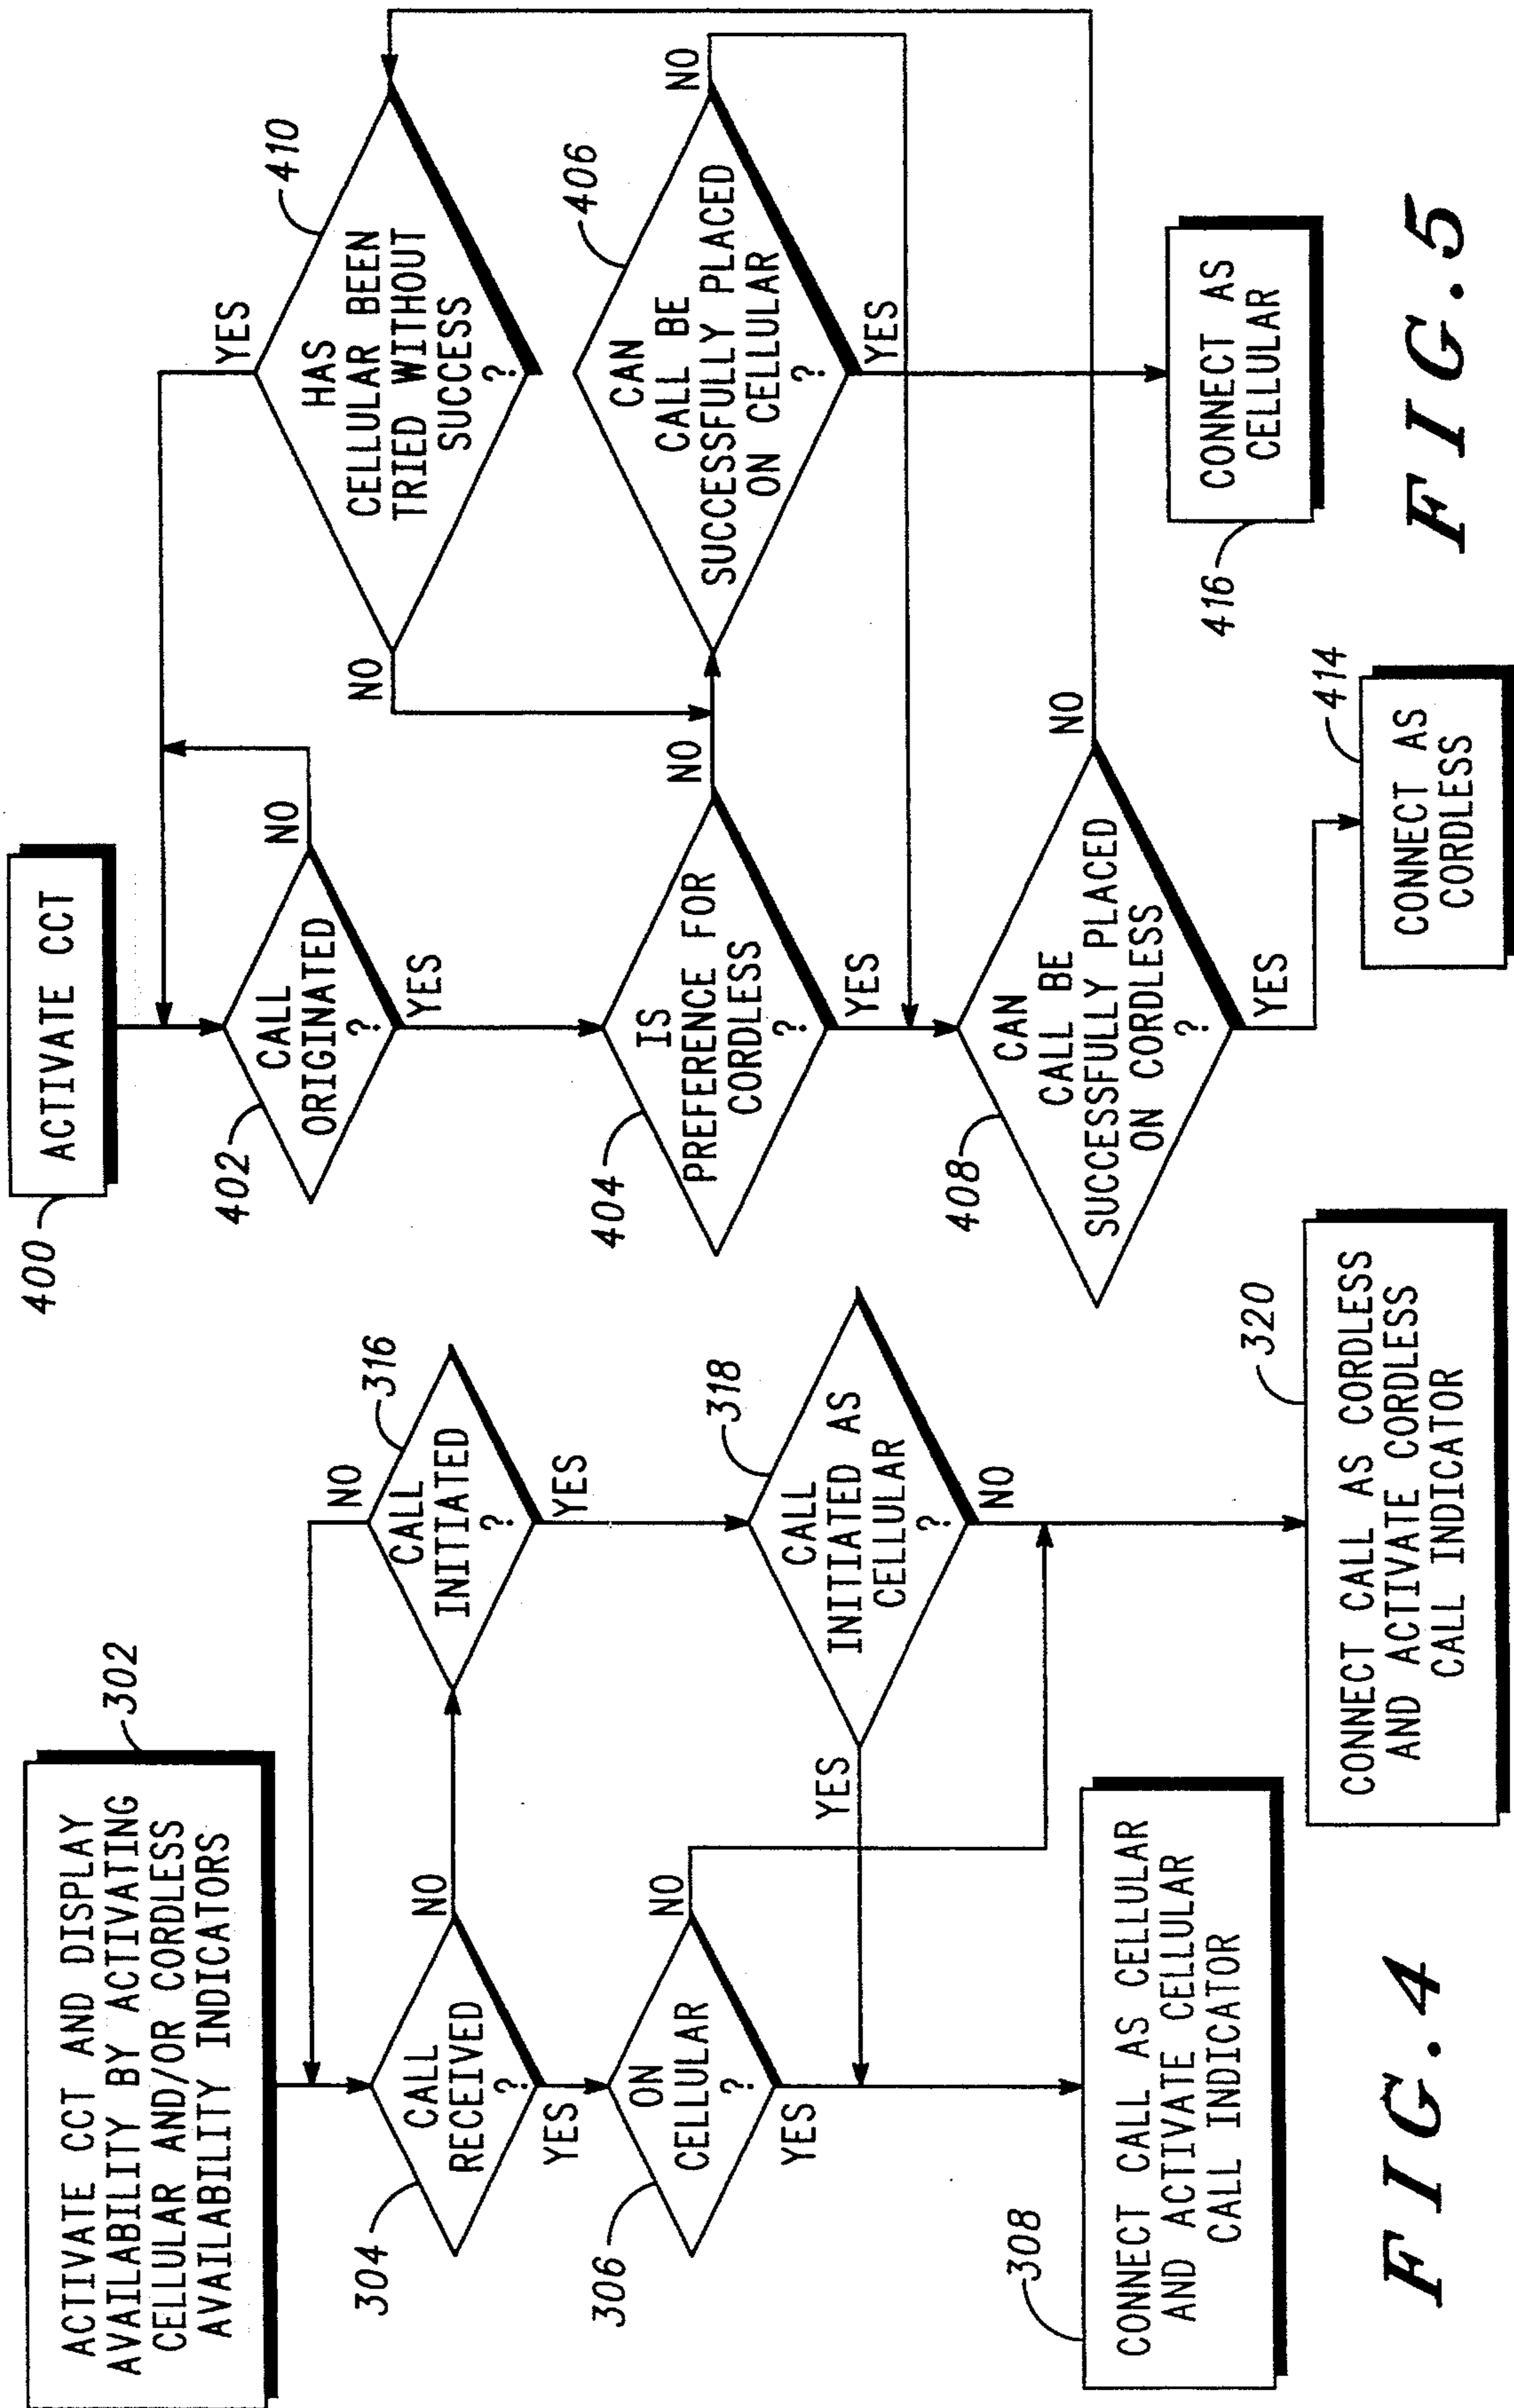 302
ACTIVATE CCT AND DISPLAY
AVAILABILITY BY ACTIVATING
CELLULAR AND/OR CORDLESS
AVAILABILITY INDICATORS
304
CALL
RECEIVED
?
NO
YES
316
CALL
INITIATED
?
NO
YES
306
ON
CELLULAR
?
NO
YES
318
CALL
INITIATED AS
CELLULAR
?
YES
NO
308
CONNECT CALL AS CELLULAR
AND ACTIVATE CELLULAR
CALL INDICATOR
320
CONNECT CALL AS CORDLESS
AND ACTIVATE CORDLESS
CALL INDICATOR
FIG.4
400
ACTIVATE CCT
402
CALL
ORIGINATED
?
NO
YES
410
HAS
CELLULAR BEEN
TRIED WITHOUT
SUCCESS
?
YES
NO
404
IS
PREFERENCE FOR
CORDLESS
?
NO
YES
406
CAN
CALL BE
SUCCESSFULLY PLACED
ON CELLULAR
?
NO
YES
408
CAN
CALL BE
SUCCESSFULLY PLACED
ON CORDLESS
?
NO
YES
414
CONNECT AS
CORDLESS
416
CONNECT AS
CELLULAR
FIG.5